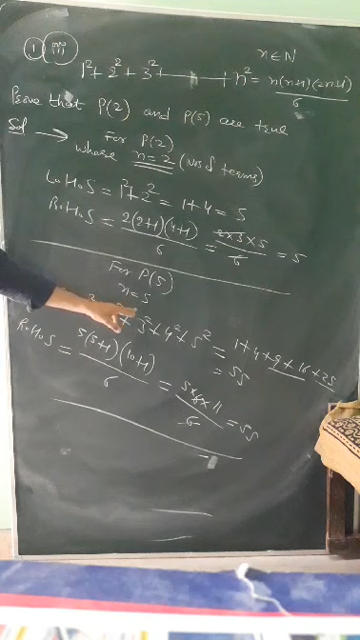 ① (iii) n ∈ N
1² + 2² + 3² + ——— + n² = n(n+1)(2n+1) / 6
Prove that P(2) and P(5) are true
Sol → For P(2)
whose n = 2 (no. of terms)
L.H.S = 1² + 2² = 1 + 4 = 5
R.H.S = 2(2+1)(4+1) / 6 = 2×3×5 / 6 = 5
For P(5)
n = 5
+ 3² + 4² + 5² = 1 + 4 + 9 + 16 + 25
= 55
R.H.S = 5(5+1)(10+1) / 6 = 5×6×11 / 6 = 55